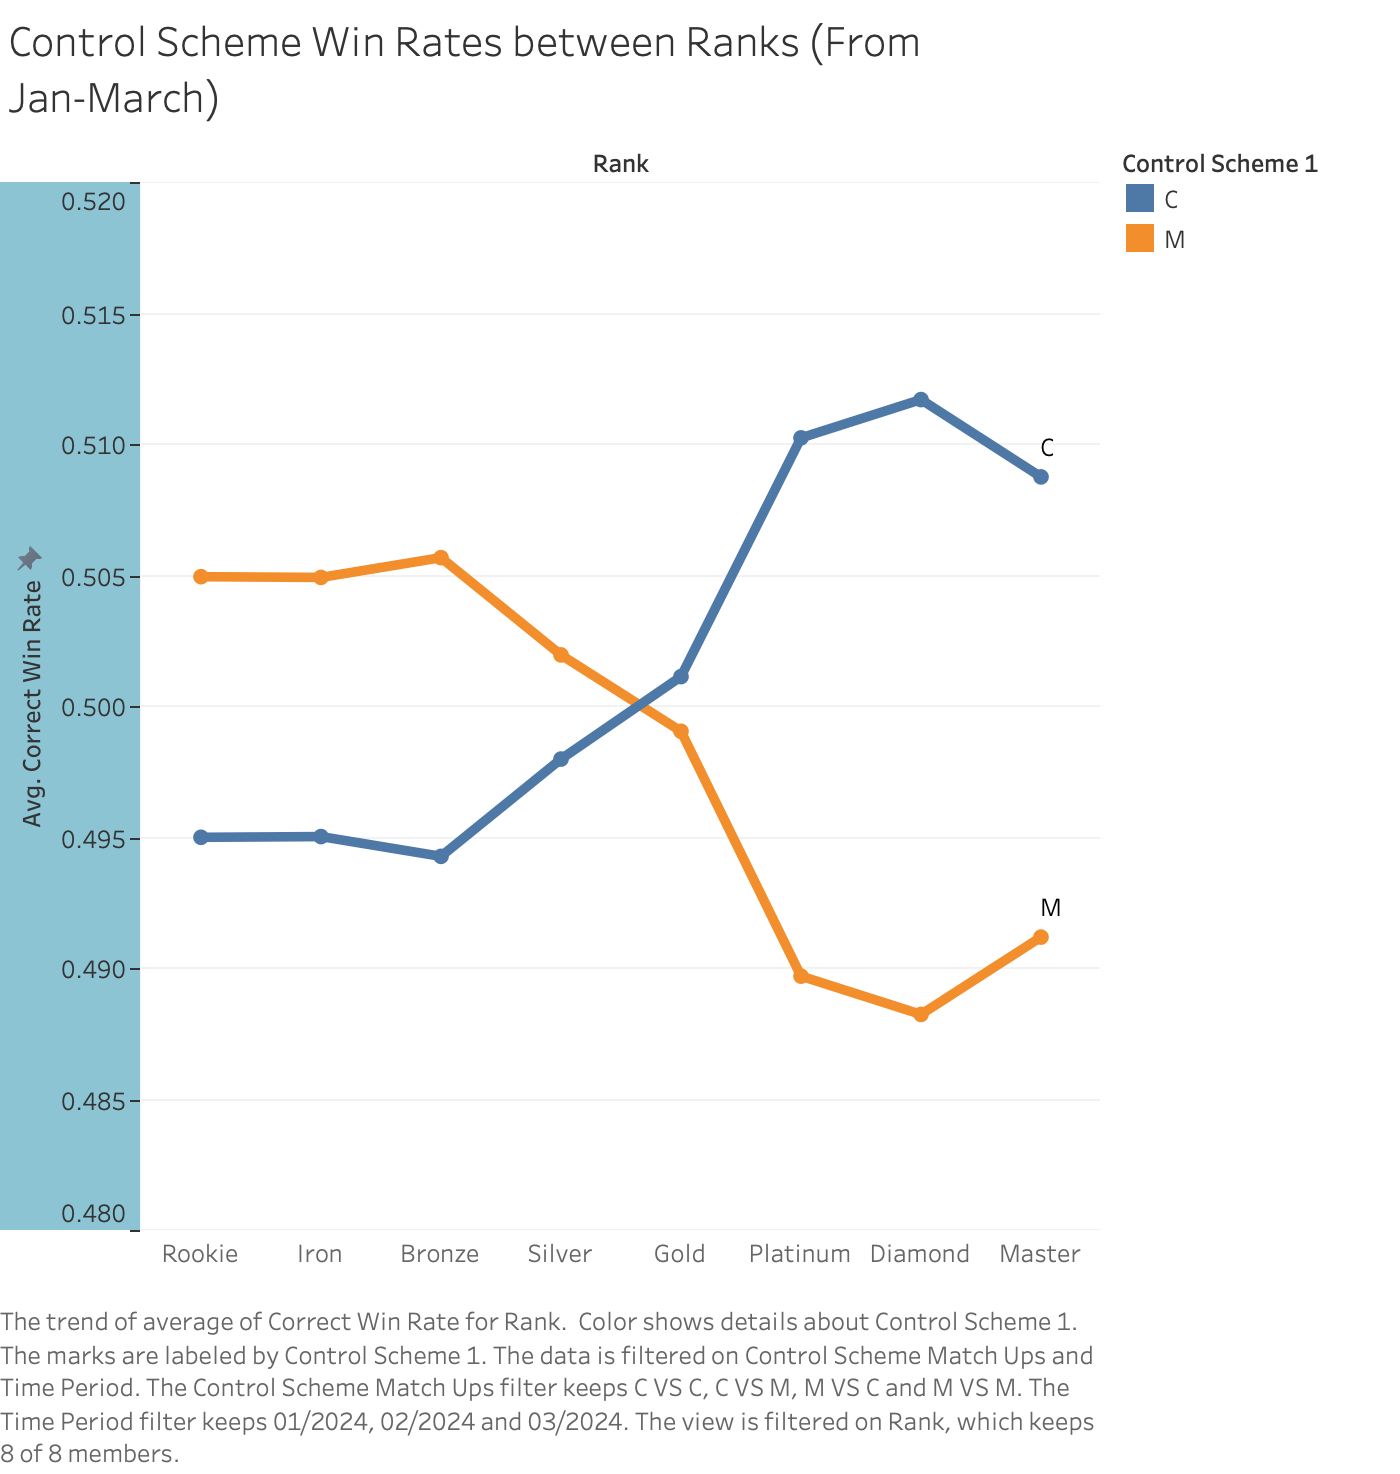 Control Scheme Win Rates between Ranks (From
Jan-March)
Rank
Control Scheme 1
C
M
0.520
0.515
0.510
0.505
0.500
0.495
0.490
0.485
0.480
Avg. Correct Win Rate
C
M
Rookie Iron Bronze Silver Gold Platinum Diamond Master
The trend of average of Correct Win Rate for Rank.  Color shows details about Control Scheme 1.
The marks are labeled by Control Scheme 1. The data is filtered on Control Scheme Match Ups and
Time Period. The Control Scheme Match Ups filter keeps C VS C, C VS M, M VS C and M VS M. The
Time Period filter keeps 01/2024, 02/2024 and 03/2024. The view is filtered on Rank, which keeps
8 of 8 members.